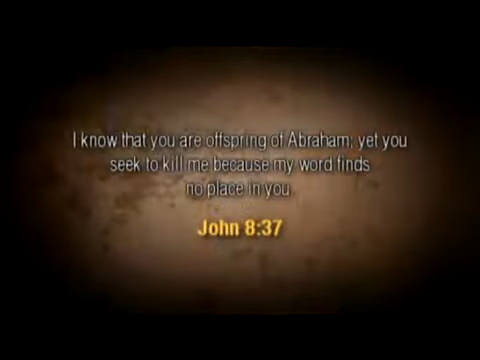 I know that you are offspring of Abraham; yet you
seek to kill me because my word finds
no place in you
John 8:37